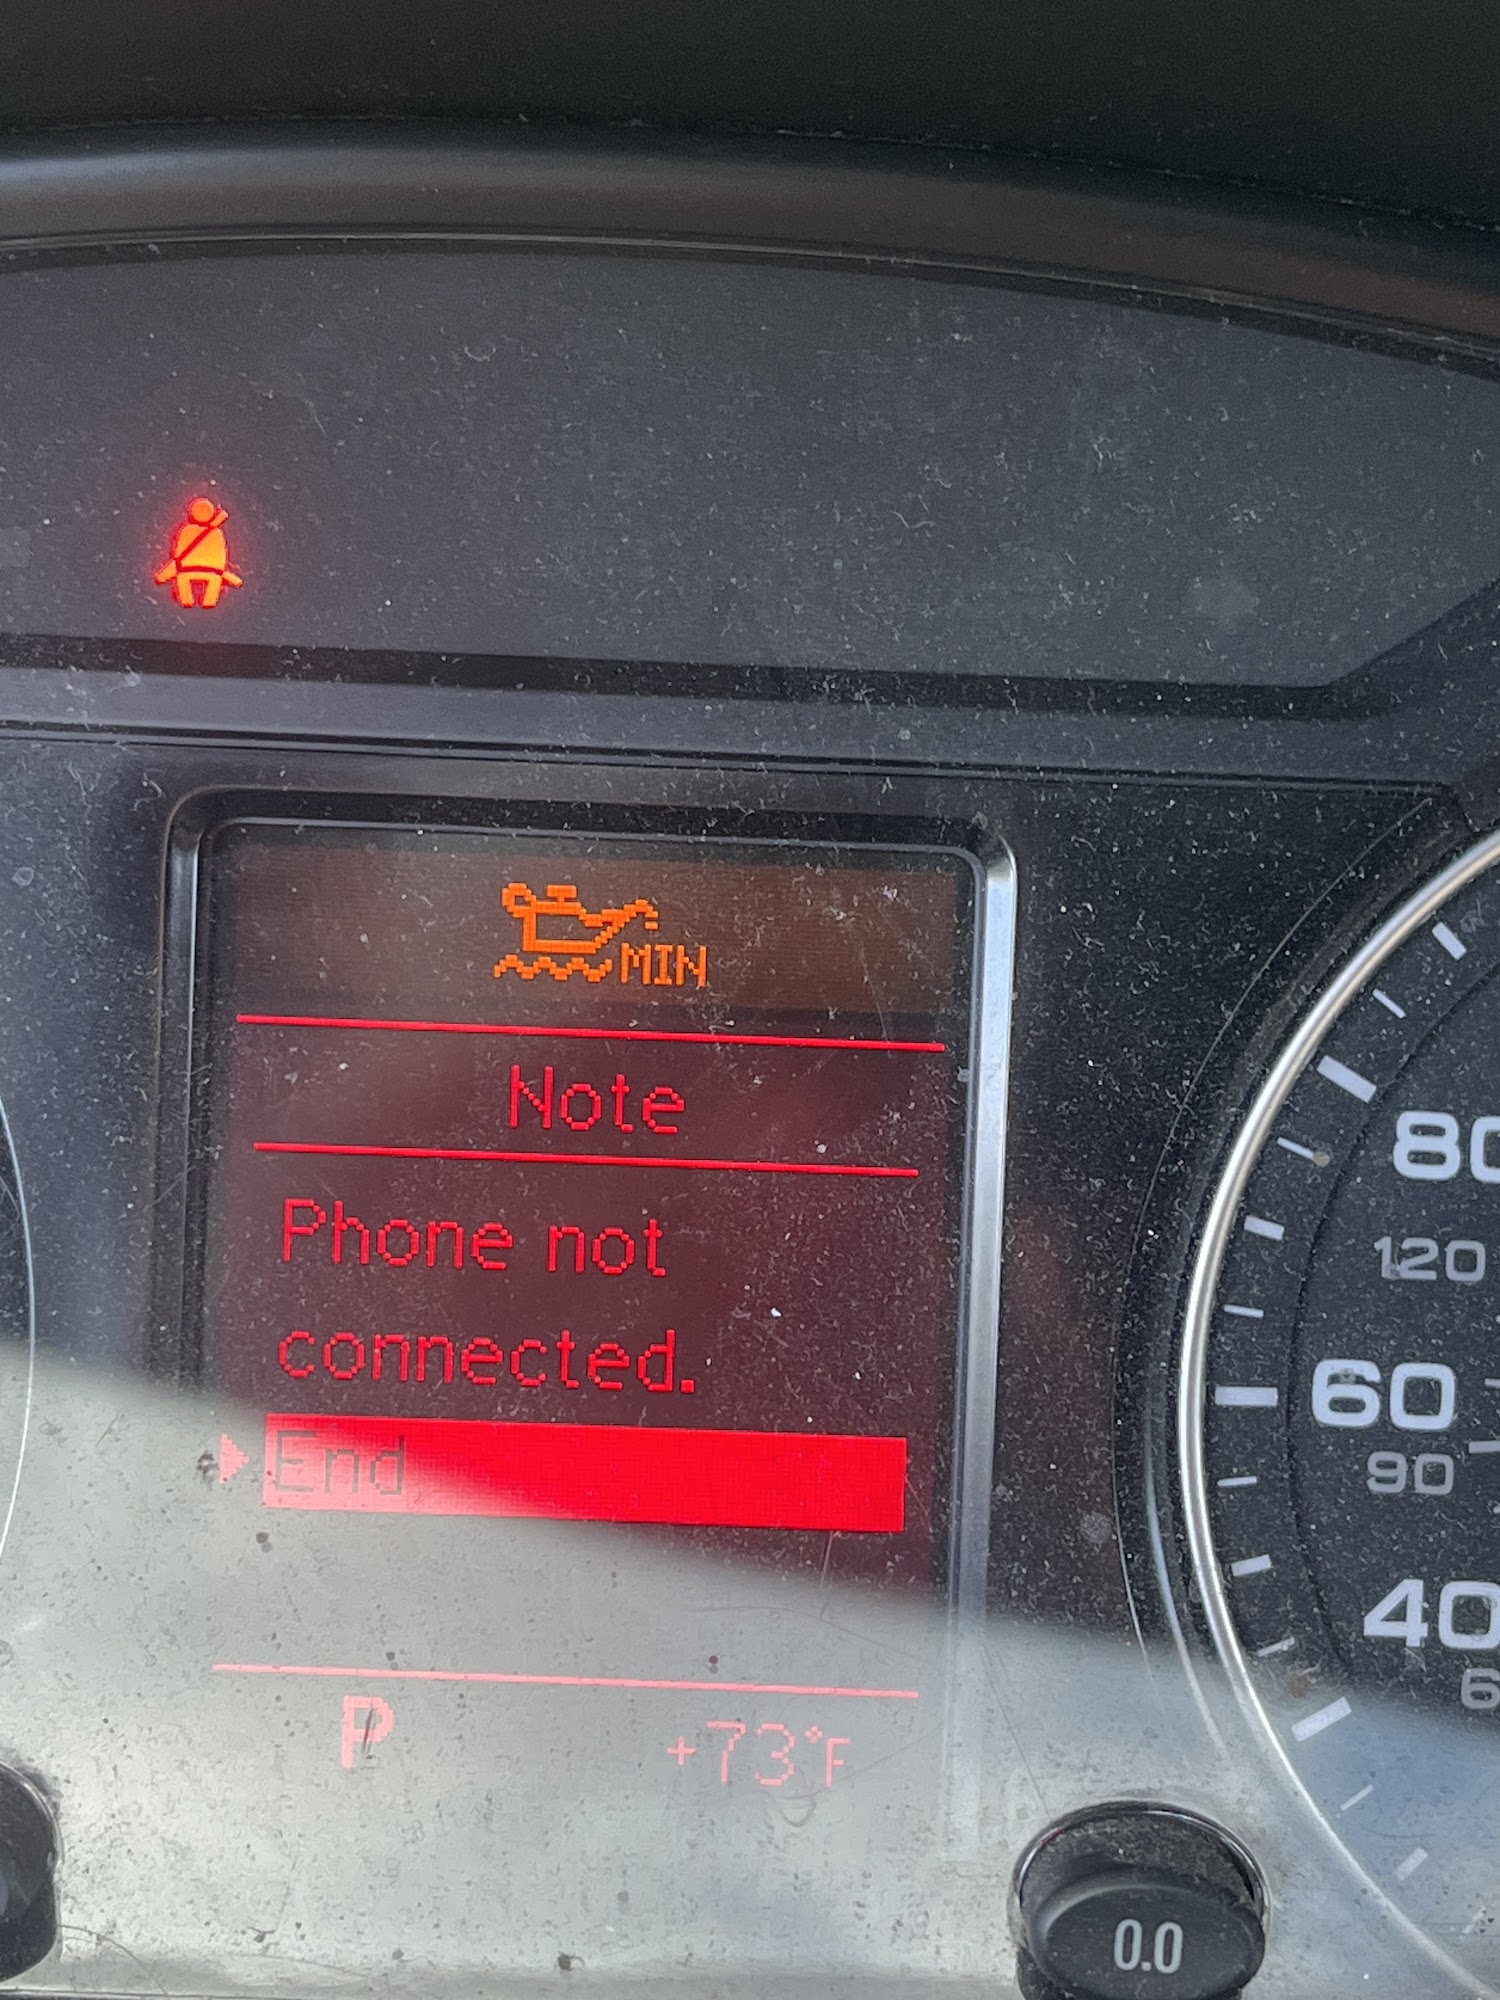 MIN
Note
Phone not
connected.
End
P +73°F
80
120
60
90
40
0.0